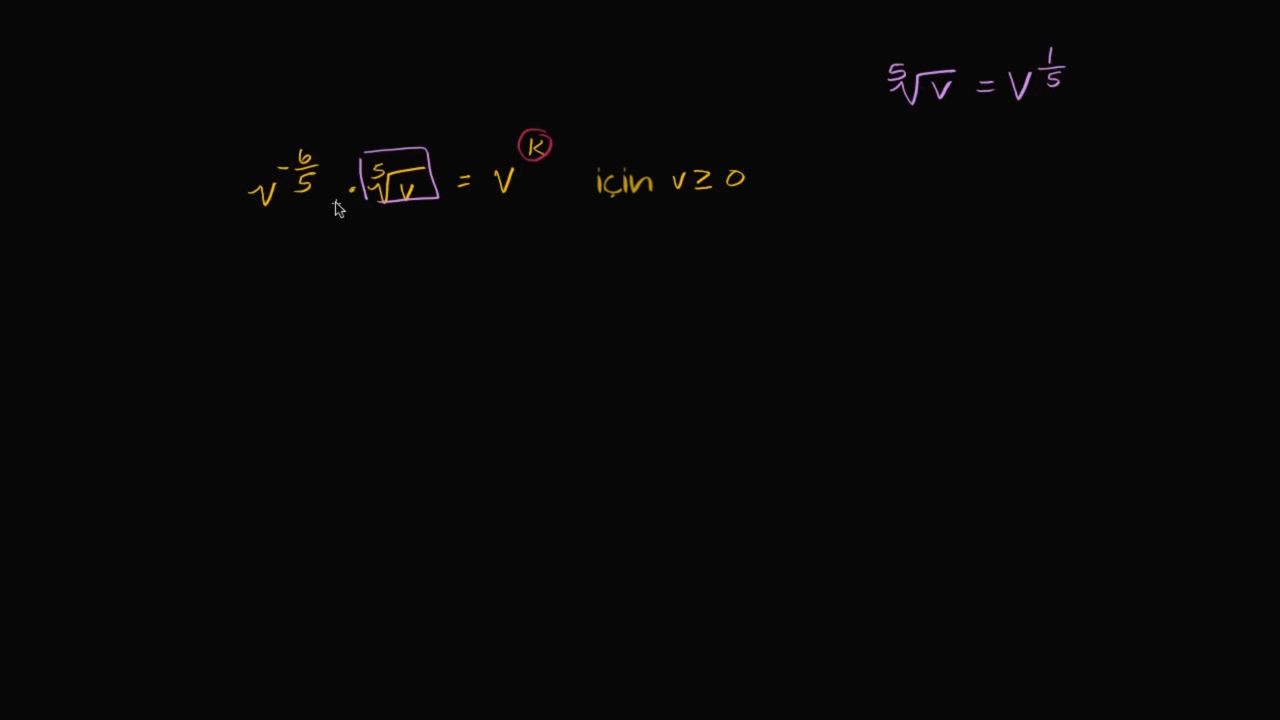 ⁵√v = v^(1/5)
v^(-6/5) · ⁵√v = v^K için v ≥ 0